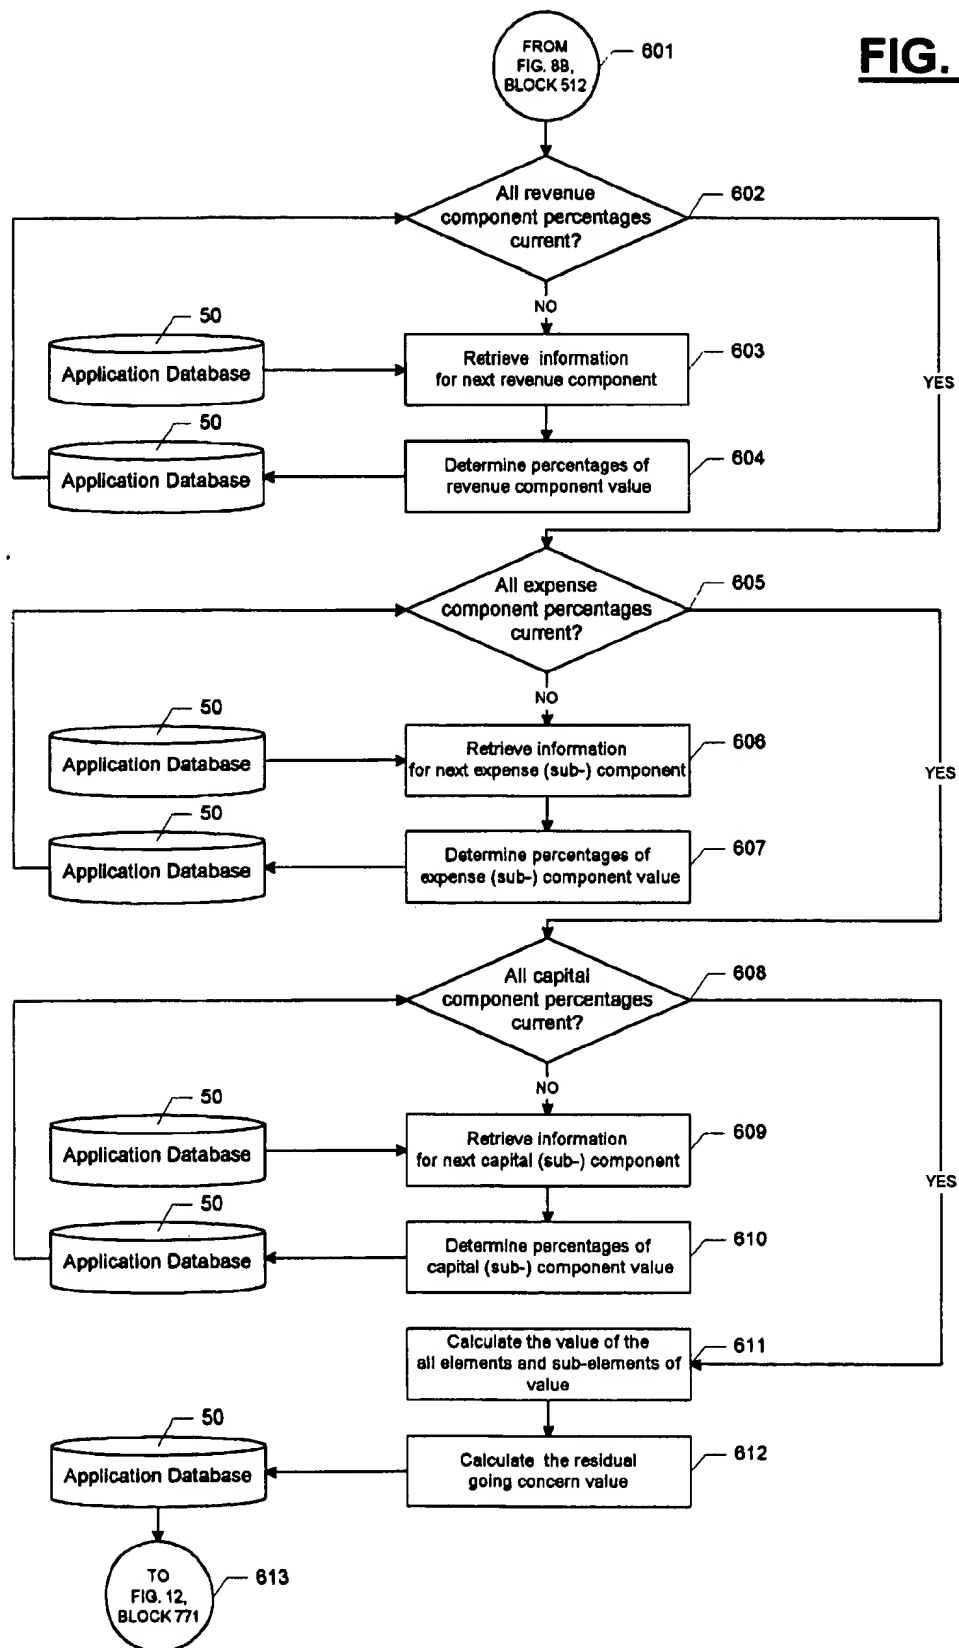 FROM
FIG. 8B,
BLOCK 512
601
FIG.
All revenue
component percentages
current?
602
NO
YES
50
Application Database
Retrieve information
for next revenue component
603
50
Application Database
Determine percentages of
revenue component value
604
All expense
component percentages
current?
605
NO
YES
50
Application Database
Retrieve information
for next expense (sub-) component
606
50
Application Database
Determine percentages of
expense (sub-) component value
607
All capital
component percentages
current?
608
NO
YES
50
Application Database
Retrieve information
for next capital (sub-) component
609
50
Application Database
Determine percentages of
capital (sub-) component value
610
Calculate the value of the
all elements and sub-elements of
value
611
50
Application Database
Calculate the residual
going concern value
612
TO
FIG. 12,
BLOCK 771
613